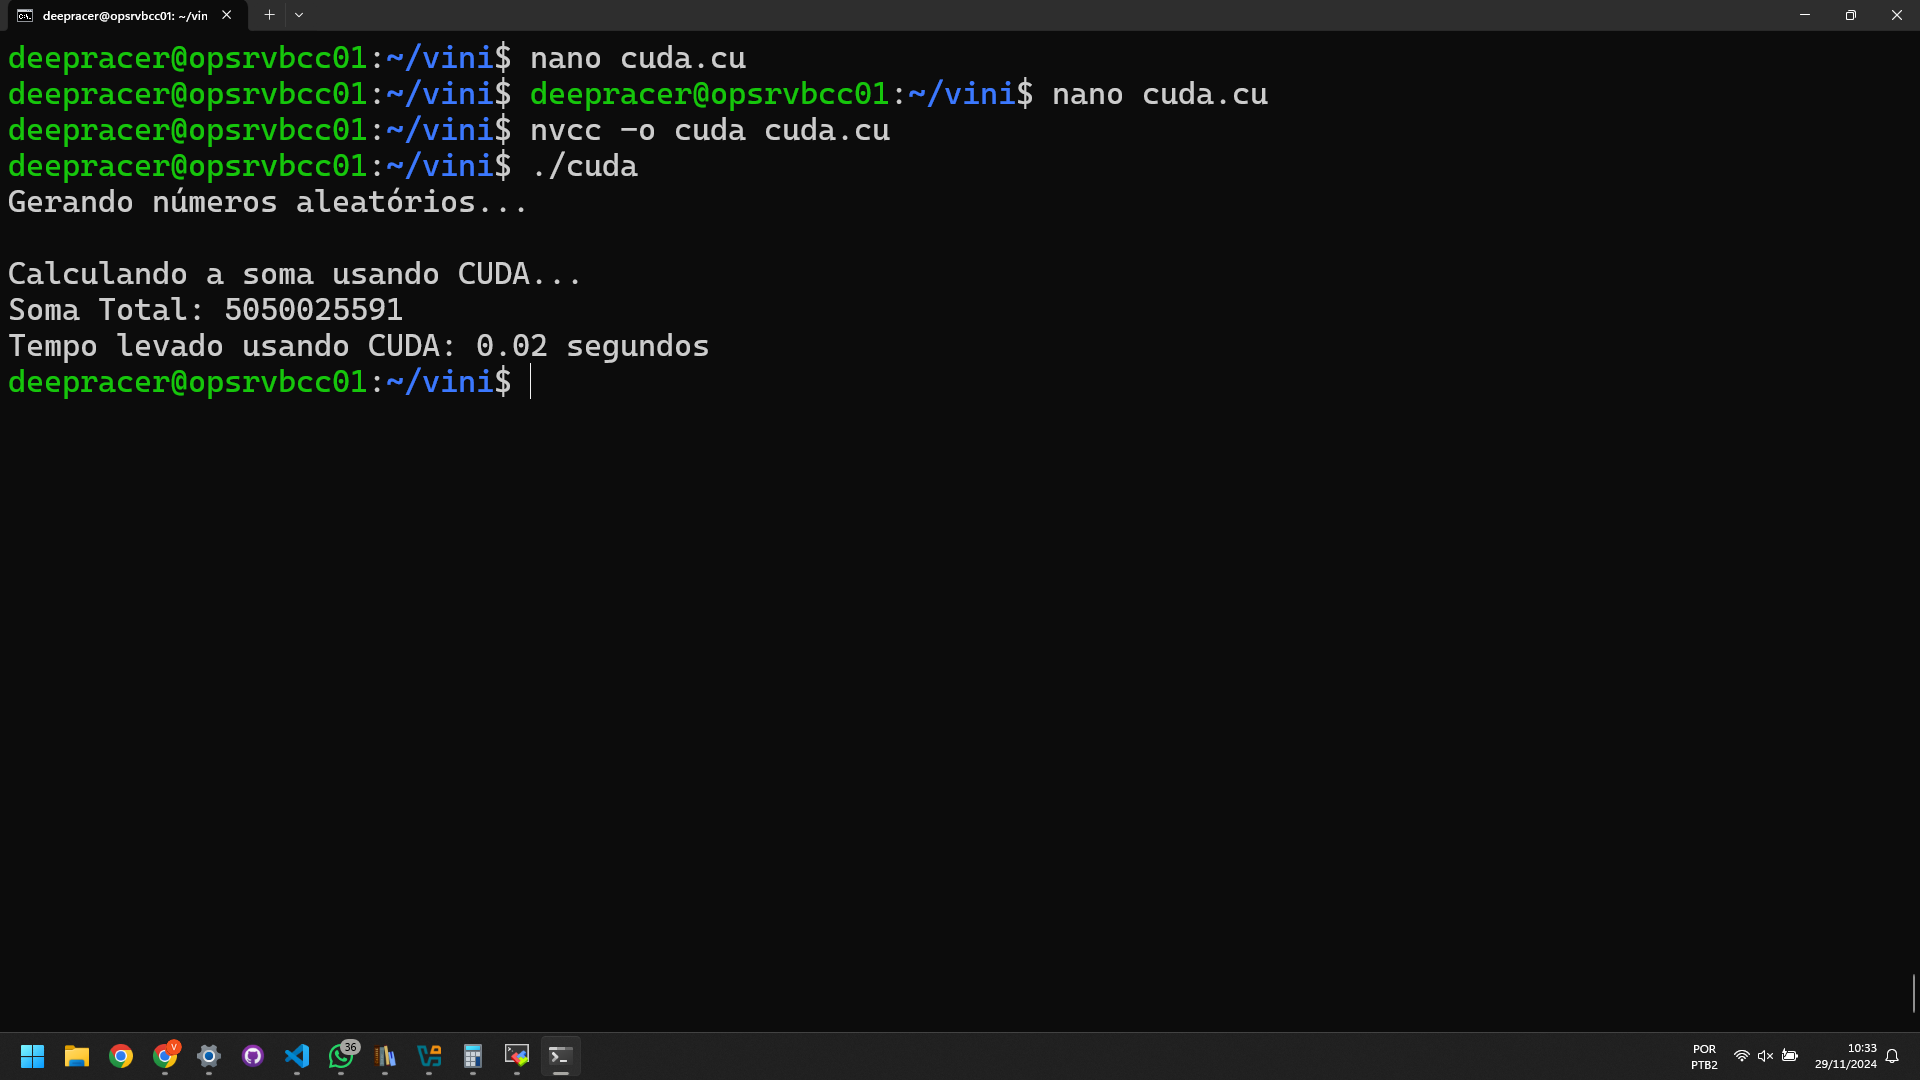 deepracer@opsrvbcc01: ~/vin
deepracer@opsrvbcc01:~/vini$ nano cuda.cu
deepracer@opsrvbcc01:~/vini$ deepracer@opsrvbcc01:~/vini$ nano cuda.cu
deepracer@opsrvbcc01:~/vini$ nvcc -o cuda cuda.cu
deepracer@opsrvbcc01:~/vini$ ./cuda
Gerando números aleatórios...
Calculando a soma usando CUDA...
Soma Total: 5050025591
Tempo levado usando CUDA: 0.02 segundos
deepracer@opsrvbcc01:~/vini$
V
36
POR
PTB2
10:33
29/11/2024